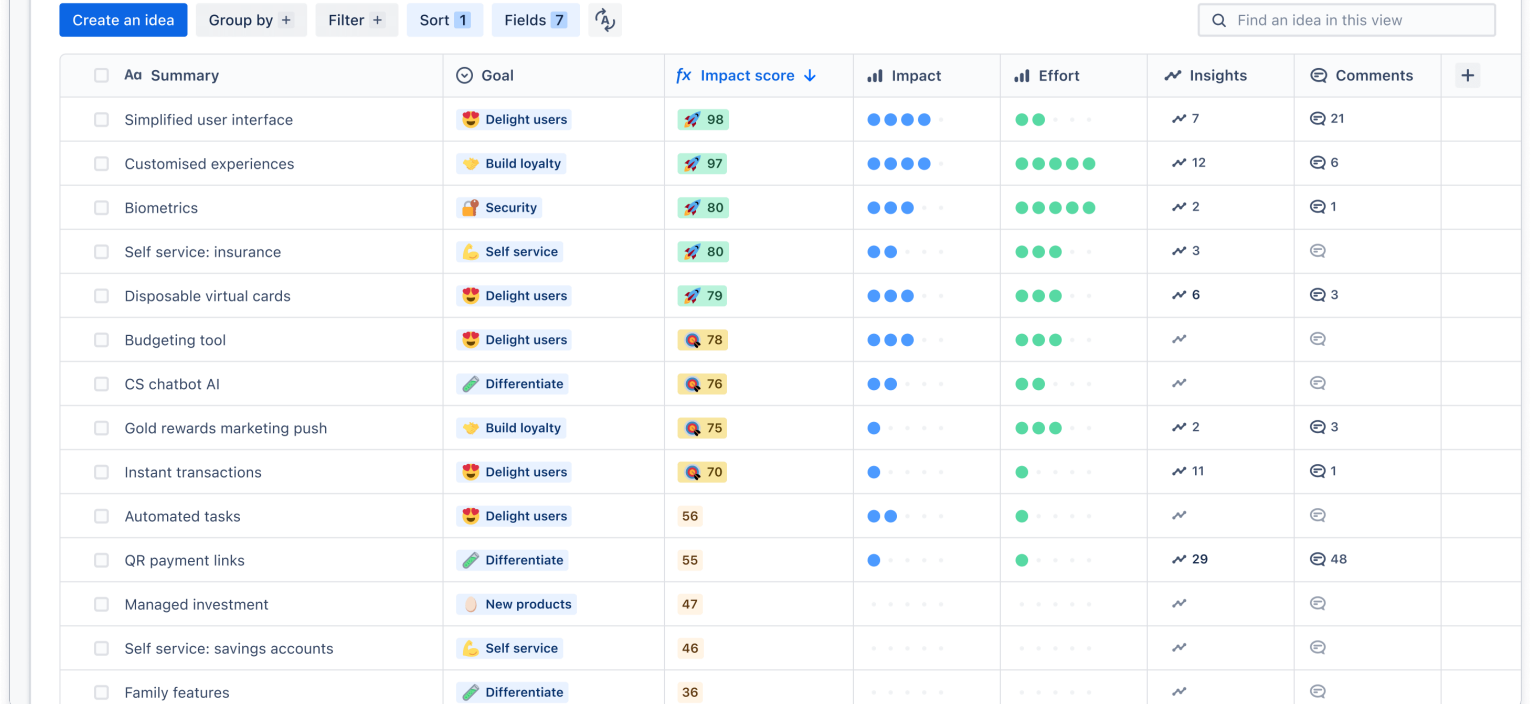 Create an idea Group by + Filter + Sort 1 Fields 7 A Find an idea in this view
Aa Summary Goal fx Impact score ↓ Impact Effort Insights Comments +
Simplified user interface Delight users 98 7 21
Customised experiences Build loyalty 97 12 6
Biometrics Security 80 2 1
Self service: insurance Self service 80 3
Disposable virtual cards Delight users 79 6 3
Budgeting tool Delight users 78
CS chatbot AI Differentiate 76
Gold rewards marketing push Build loyalty 75 2 3
Instant transactions Delight users 70 11 1
Automated tasks Delight users 56
QR payment links Differentiate 55 29 48
Managed investment New products 47
Self service: savings accounts Self service 46
Family features Differentiate 36